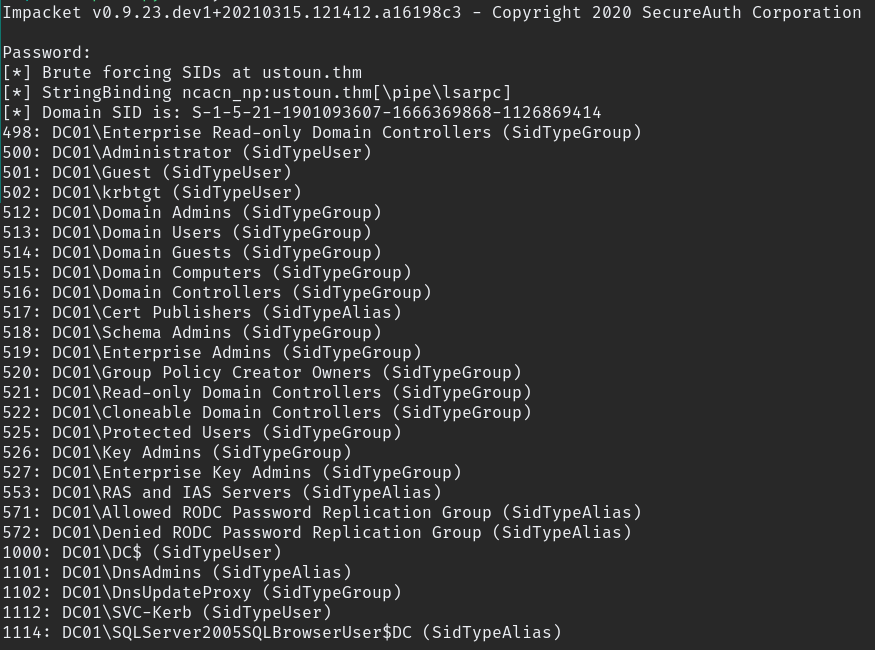 Impacket v0.9.23.dev1+20210315.121412.a16198c3 - Copyright 2020 SecureAuth Corporation
Password:
[*] Brute forcing SIDs at ustoun.thm
[*] StringBinding ncacn_np:ustoun.thm[\pipe\lsarpc]
[*] Domain SID is: S-1-5-21-1901093607-1666369868-1126869414
498: DC01\Enterprise Read-only Domain Controllers (SidTypeGroup)
500: DC01\Administrator (SidTypeUser)
501: DC01\Guest (SidTypeUser)
502: DC01\krbtgt (SidTypeUser)
512: DC01\Domain Admins (SidTypeGroup)
513: DC01\Domain Users (SidTypeGroup)
514: DC01\Domain Guests (SidTypeGroup)
515: DC01\Domain Computers (SidTypeGroup)
516: DC01\Domain Controllers (SidTypeGroup)
517: DC01\Cert Publishers (SidTypeAlias)
518: DC01\Schema Admins (SidTypeGroup)
519: DC01\Enterprise Admins (SidTypeGroup)
520: DC01\Group Policy Creator Owners (SidTypeGroup)
521: DC01\Read-only Domain Controllers (SidTypeGroup)
522: DC01\Cloneable Domain Controllers (SidTypeGroup)
525: DC01\Protected Users (SidTypeGroup)
526: DC01\Key Admins (SidTypeGroup)
527: DC01\Enterprise Key Admins (SidTypeGroup)
553: DC01\RAS and IAS Servers (SidTypeAlias)
571: DC01\Allowed RODC Password Replication Group (SidTypeAlias)
572: DC01\Denied RODC Password Replication Group (SidTypeAlias)
1000: DC01\DC$ (SidTypeUser)
1101: DC01\DnsAdmins (SidTypeAlias)
1102: DC01\DnsUpdateProxy (SidTypeGroup)
1112: DC01\SVC-Kerb (SidTypeUser)
1114: DC01\SQLServer2005SQLBrowserUser$DC (SidTypeAlias)